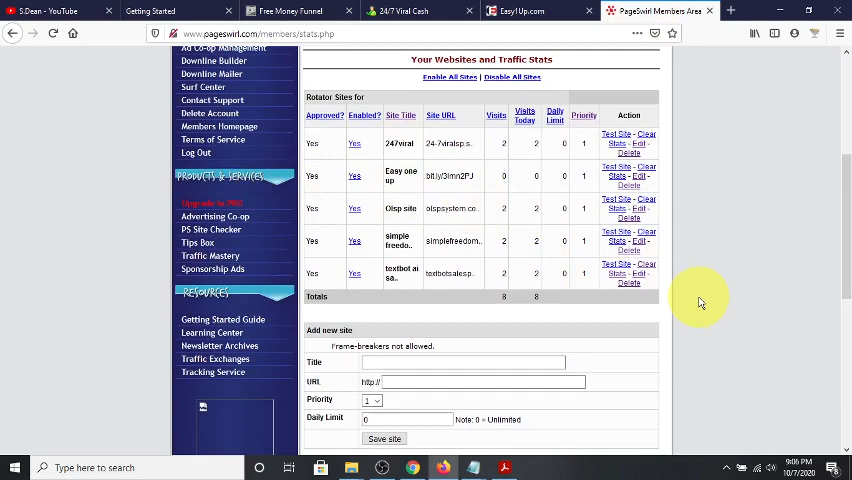 S.Dean - YouTube
Getting Started
Free Money Funnel
24/7 Viral Cash
Easy1Up.com
PageSwirl Members Area
www.pageswirl.com/members/stats.php
Ad Co-op Management
Downline Builder
Downline Mailer
Surf Center
Contact Support
Delete Account
Members Homepage
Terms of Service
Log Out
PRODUCTS & SERVICES
Upgrade to PRO
Advertising Co-op
PS Site Checker
Tips Box
Traffic Mastery
Sponsorship Ads
RESOURCES
Getting Started Guide
Learning Center
Newsletter Archives
Traffic Exchanges
Tracking Service
Your Websites and Traffic Stats
Enable All Sites | Disable All Sites
Rotator Sites for
Approved? Enabled? Site Title Site URL Visits Visits Today Daily Limit Priority Action
Yes Yes 247viral 24-7viralsp.s.. 2 2 0 1 Test Site - Clear Stats - Edit - Delete
Yes Yes Easy one up bit.ly/3lmn2PJ 0 0 0 1 Test Site - Clear Stats - Edit - Delete
Yes Yes Olsp site olspsystem.co.. 2 2 0 1 Test Site - Clear Stats - Edit - Delete
Yes Yes simple freedo.. simplefreedom.. 2 2 0 1 Test Site - Clear Stats - Edit - Delete
Yes Yes textbot ai sa.. textbotsalesp.. 2 2 0 1 Test Site - Clear Stats - Edit - Delete
Totals 8 8
Add new site
Frame-breakers not allowed.
Title
URL http://
Priority 1
Daily Limit 0 Note: 0 = Unlimited
Save site
Type here to search
9:06 PM
10/7/2020